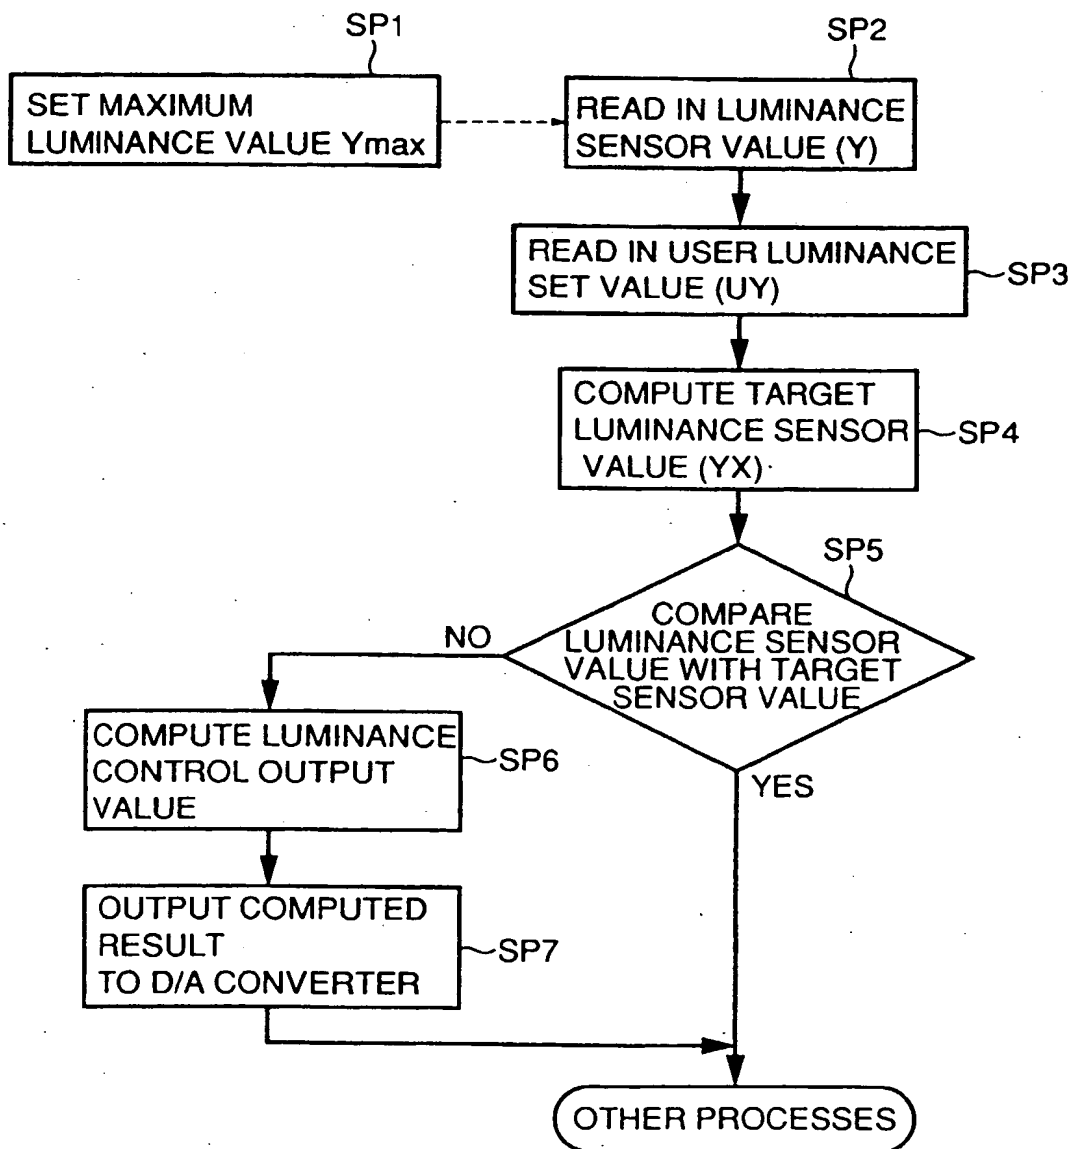 SP1
SET MAXIMUM
LUMINANCE VALUE Ymax
SP2
READ IN LUMINANCE
SENSOR VALUE (Y)
READ IN USER LUMINANCE
SET VALUE (UY)
SP3
COMPUTE TARGET
LUMINANCE SENSOR
VALUE (YX)
SP4
SP5
COMPARE
LUMINANCE SENSOR
VALUE WITH TARGET
SENSOR VALUE
NO
YES
COMPUTE LUMINANCE
CONTROL OUTPUT
VALUE
SP6
OUTPUT COMPUTED
RESULT
TO D/A CONVERTER
SP7
OTHER PROCESSES